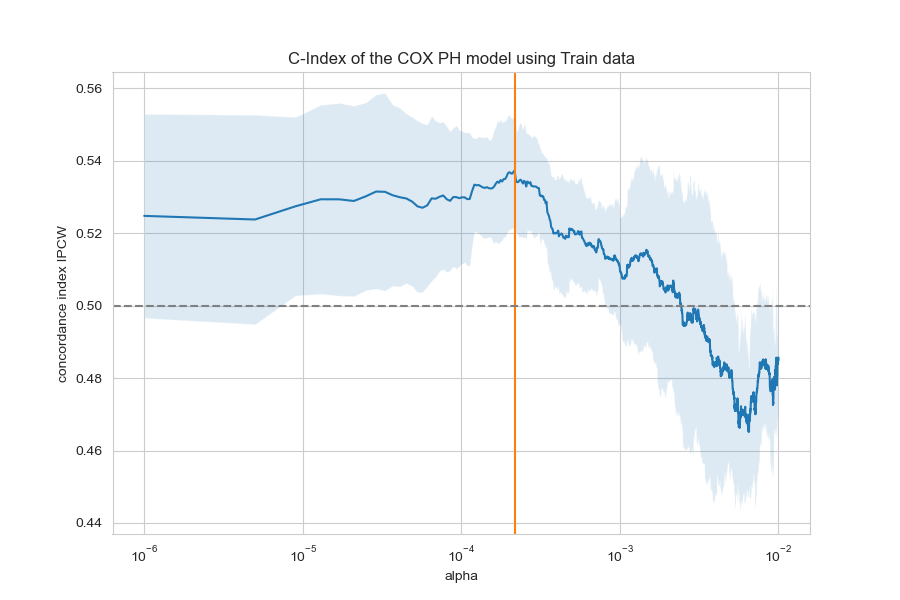 C-Index of the COX PH model using Train data
concordance index IPCW
0.56
0.54
0.52
0.50
0.48
0.46
0.44
10⁻⁶ 10⁻⁵ 10⁻⁴ 10⁻³ 10⁻²
alpha